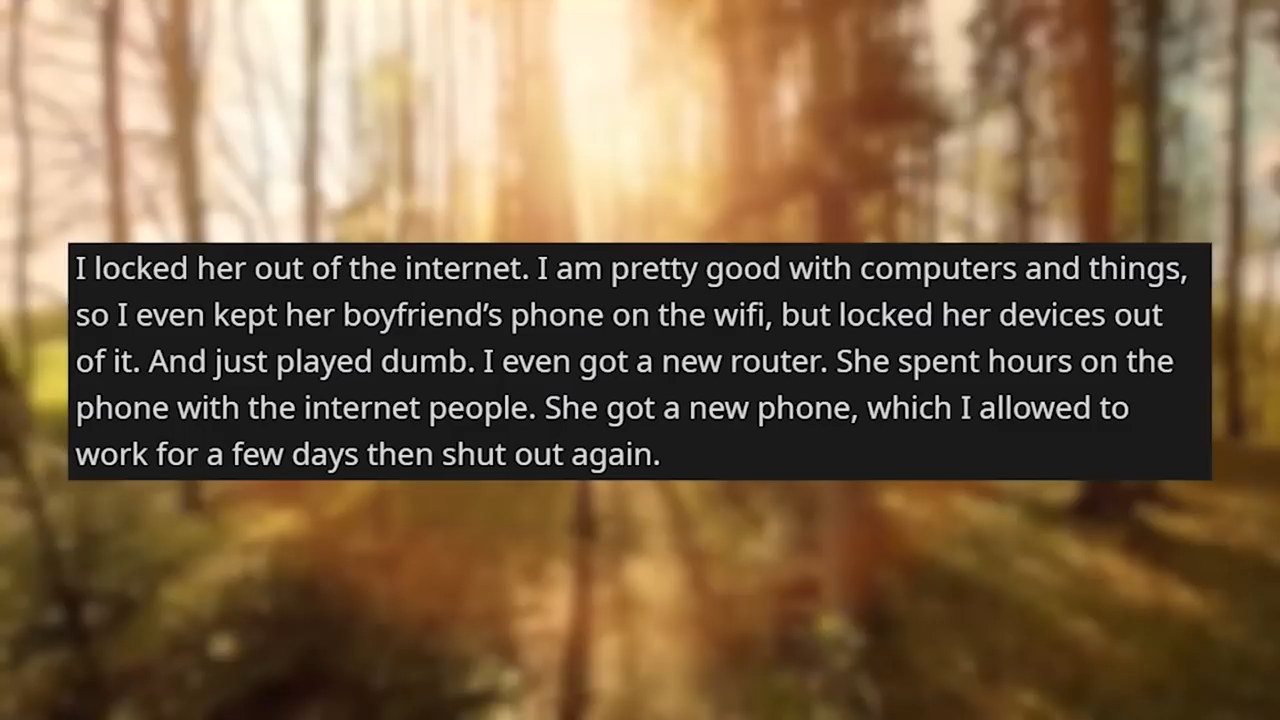 I locked her out of the internet. I am pretty good with computers and things,
so I even kept her boyfriend’s phone on the wifi, but locked her devices out
of it. And just played dumb. I even got a new router. She spent hours on the
phone with the internet people. She got a new phone, which I allowed to
work for a few days then shut out again.